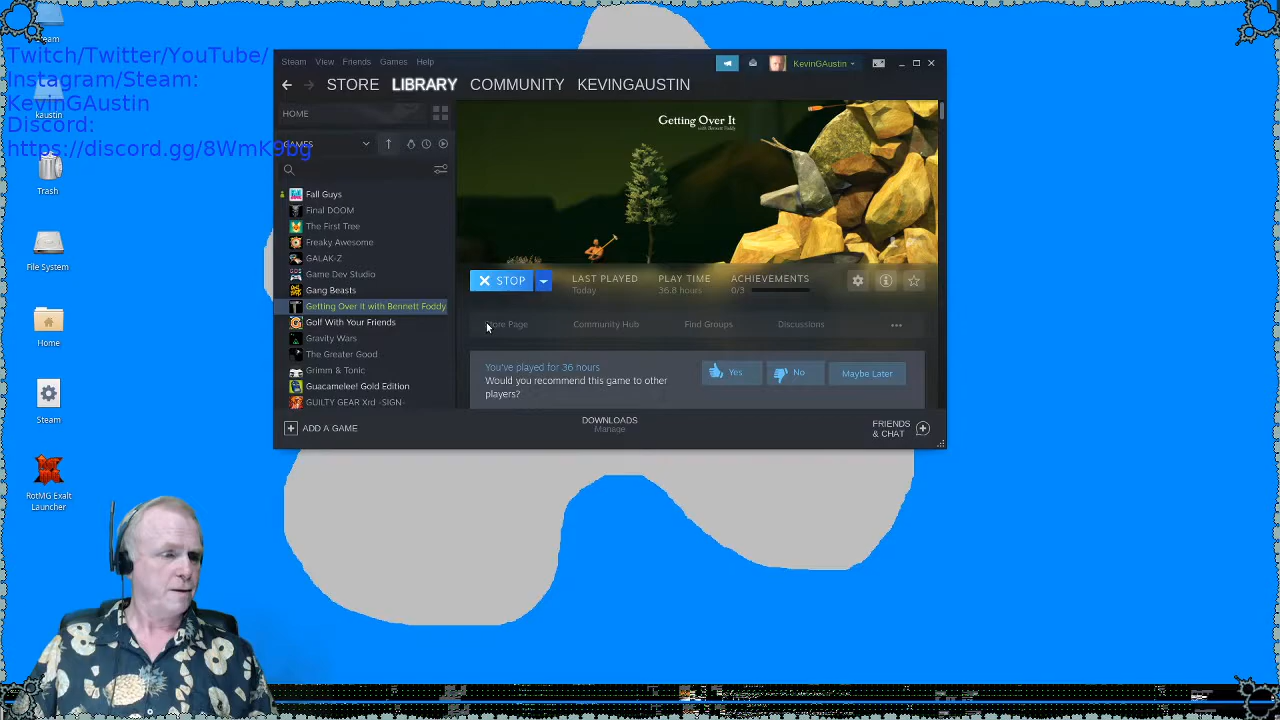 Steam
Twitch/Twitter/YouTube/
Instagram/Steam:
KevinGAustin
kaustin
Discord:
https://discord.gg/8WmK9bg
Trash
File System
Home
Steam
RotMG Exalt
Launcher
Steam View Friends Games Help
KEVINGAUSTIN
STORE LIBRARY COMMUNITY KEVINGAUSTIN
HOME
GAMES
Fall Guys
Final DOOM
The First Tree
Freaky Awesome
GALAK-Z
Game Dev Studio
Gang Beasts
Getting Over It with Bennett Foddy
Golf With Your Friends
Gravity Wars
The Greater Good
Grimm & Tonic
Guacamelee! Gold Edition
GUILTY GEAR Xrd -SIGN-
Getting Over It
with Bennett Foddy
STOP
LAST PLAYED
Today
PLAY TIME
36.8 hours
ACHIEVEMENTS
0/3
Store Page Community Hub Find Groups Discussions
You've played for 36 hours
Would you recommend this game to other
players?
Yes No Maybe Later
ADD A GAME
DOWNLOADS
Manage
FRIENDS
& CHAT